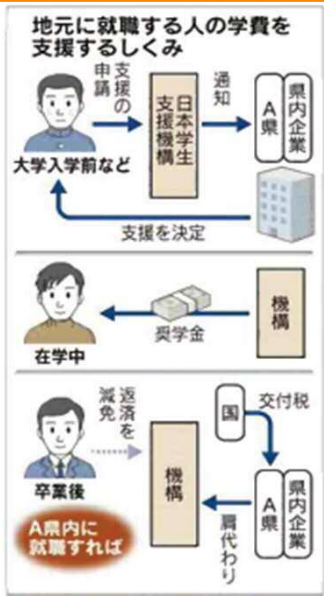 地元に就職する人の学費を
支援するしくみ
支援の
申請
日本学生
支援機構
通知
A県
県内企業
大学入学前など
支援を決定
機構
奨学金
在学中
返済を
減免
国
交付税
機構
A県
県内企業
卒業後
肩代わり
A県内に
就職すれば